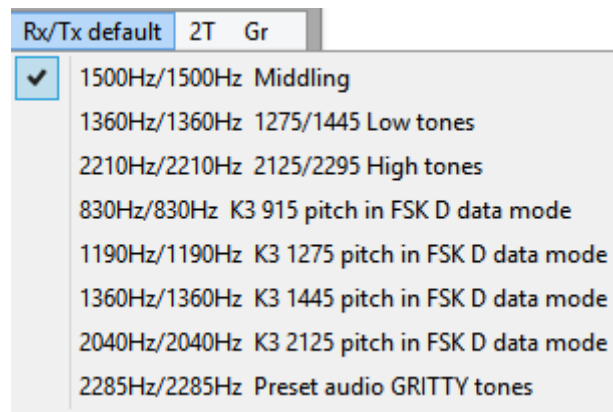 Rx/Tx default 2T Gr
1500Hz/1500Hz Middling
1360Hz/1360Hz 1275/1445 Low tones
2210Hz/2210Hz 2125/2295 High tones
830Hz/830Hz K3 915 pitch in FSK D data mode
1190Hz/1190Hz K3 1275 pitch in FSK D data mode
1360Hz/1360Hz K3 1445 pitch in FSK D data mode
2040Hz/2040Hz K3 2125 pitch in FSK D data mode
2285Hz/2285Hz Preset audio GRITTY tones